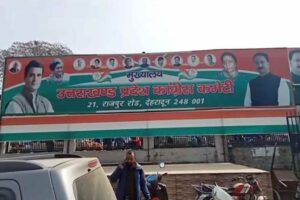 मुख्यालय
उत्तराखण्ड प्रदेश कांग्रेस कमेटी
21, राजपुर रोड, देहरादून 248 001